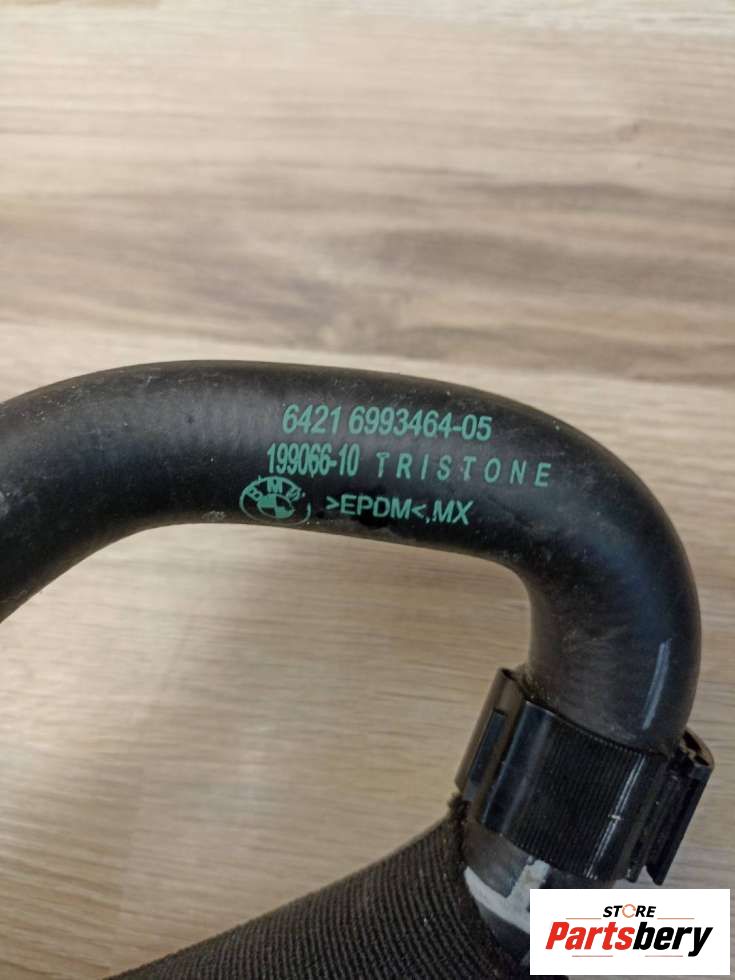 6421 6993464-05
199066-10 TRISTONE
BMW >EPDM<,MX
STORE
Partsbery